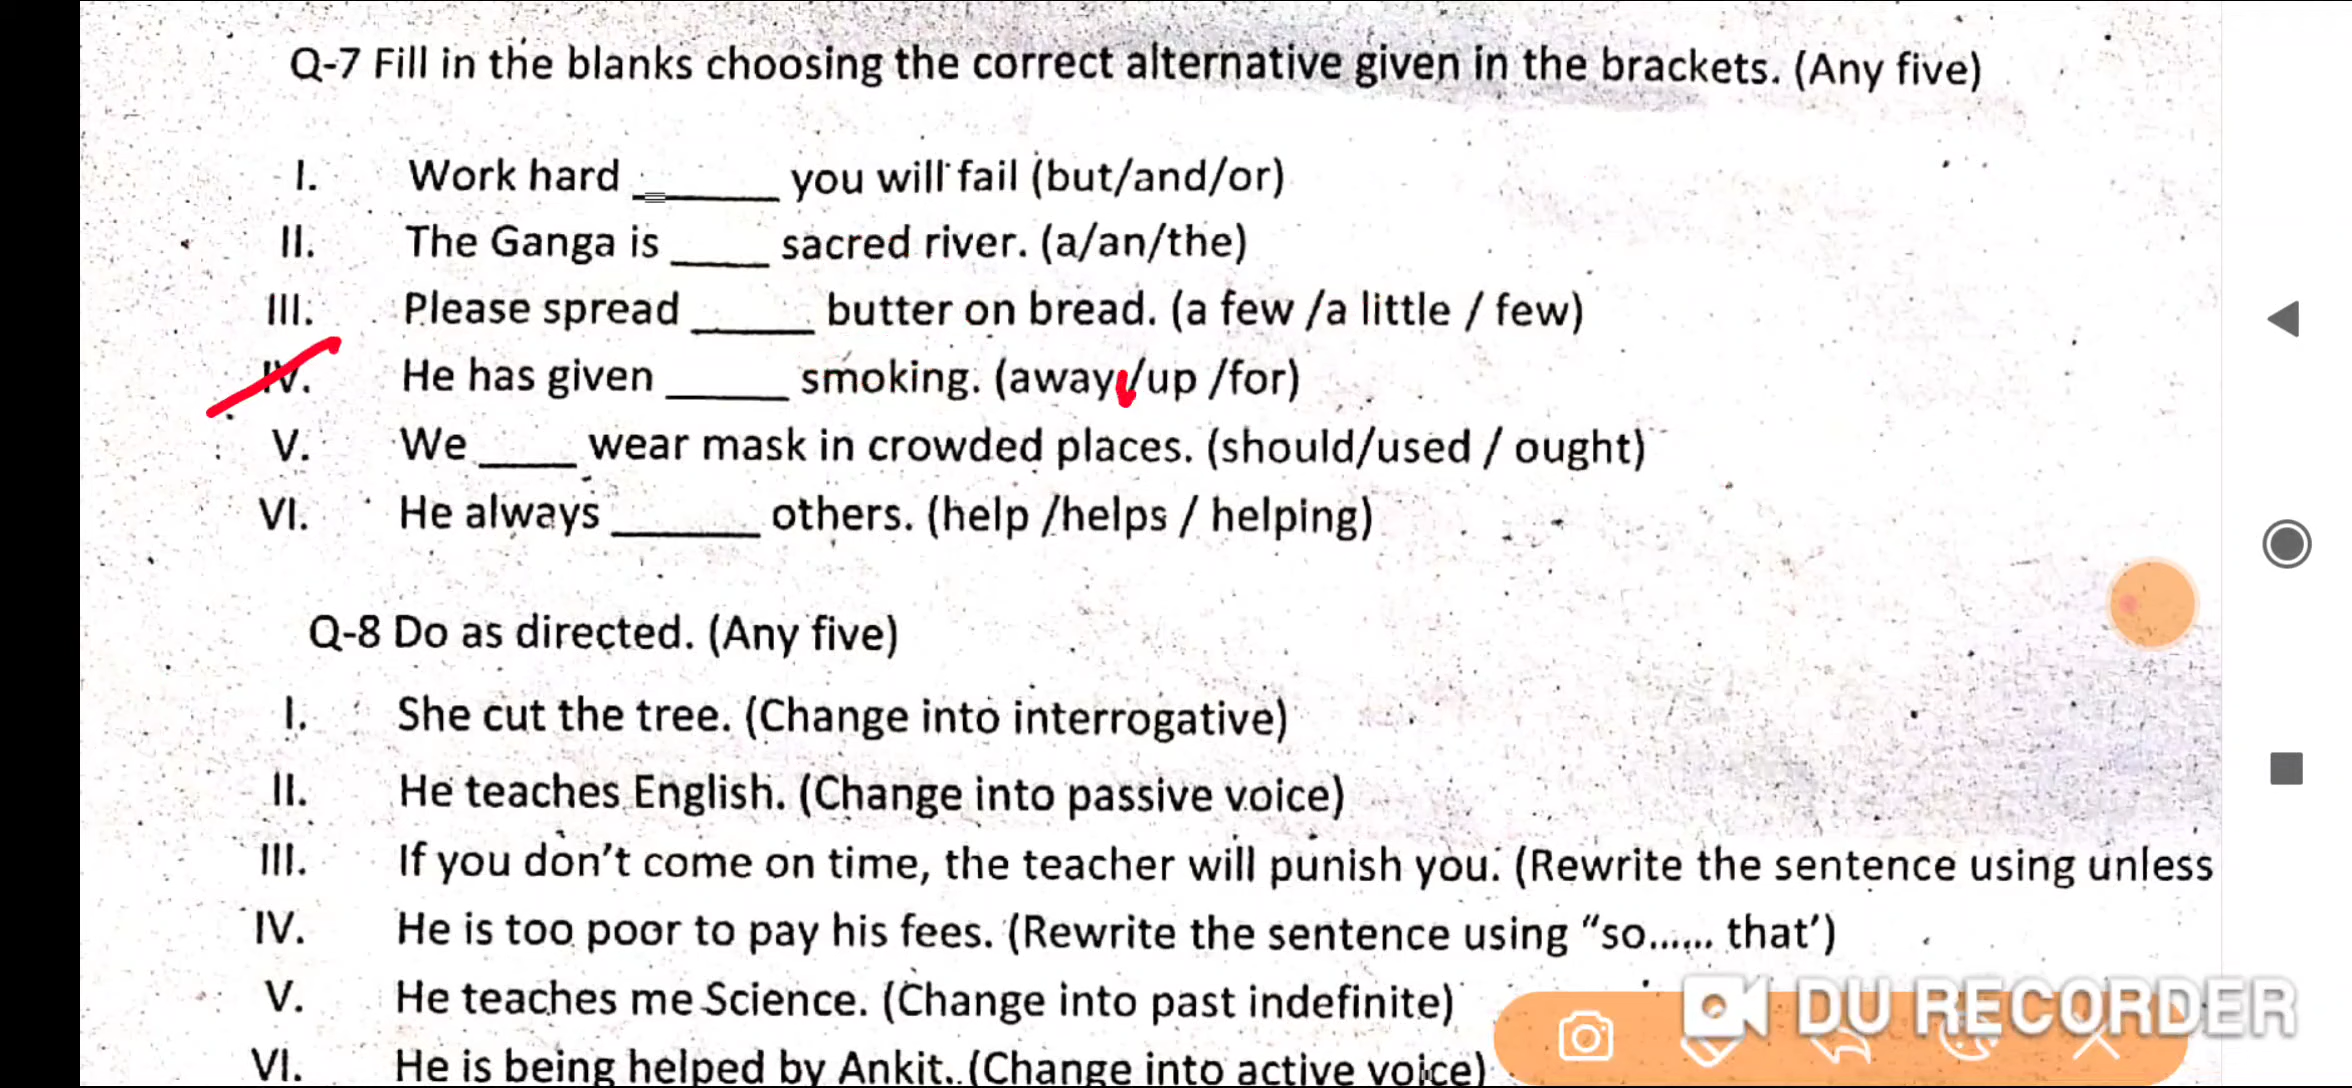 Q-7 Fill in the blanks choosing the correct alternative given in the brackets. (Any five)
I. Work hard ______ you will fail (but/and/or)
II. The Ganga is ____ sacred river. (a/an/the)
III. Please spread _____ butter on bread. (a few /a little / few)
IV. He has given _____ smoking. (away/up /for)
V. We ____ wear mask in crowded places. (should/used / ought)
VI. He always ______ others. (help /helps / helping)
Q-8 Do as directed. (Any five)
I. She cut the tree. (Change into interrogative)
II. He teaches English. (Change into passive voice)
III. If you don't come on time, the teacher will punish you. (Rewrite the sentence using unless
IV. He is too poor to pay his fees. (Rewrite the sentence using “so...... that’)
V. He teaches me Science. (Change into past indefinite)
VI. He is being helped by Ankit. (Change into active voice)
DU RECORDER